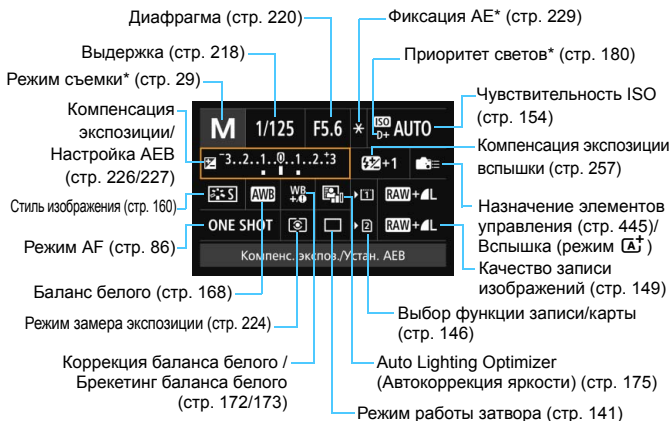 Диафрагма (стр. 220)
Фиксация AE* (стр. 229)
Выдержка (стр. 218)
Приоритет светов* (стр. 180)
Режим съемки* (стр. 29)
Чувствительность ISO
(стр. 154)
Компенсация
экспозиции/
Настройка AEB
(стр. 226/227)
Компенсация экспозиции
вспышки (стр. 257)
Стиль изображения (стр. 160)
Назначение элементов
управления (стр. 445)/
Вспышка (режим A+)
Режим AF (стр. 86)
Качество записи
изображений (стр. 149)
M 1/125 F5.6 * ISO D+ AUTO
-3..2..1..0..1..2.+3 +1
S AWB WB +/- 1 RAW+L
ONE SHOT 2 RAW+L
Компенс. экспоз./Устан. AEB
Баланс белого (стр. 168)
Выбор функции записи/карты
(стр. 146)
Режим замера экспозиции (стр. 224)
Коррекция баланса белого /
Брекетинг баланса белого
(стр. 172/173)
Auto Lighting Optimizer
(Автокоррекция яркости) (стр. 175)
Режим работы затвора (стр. 141)